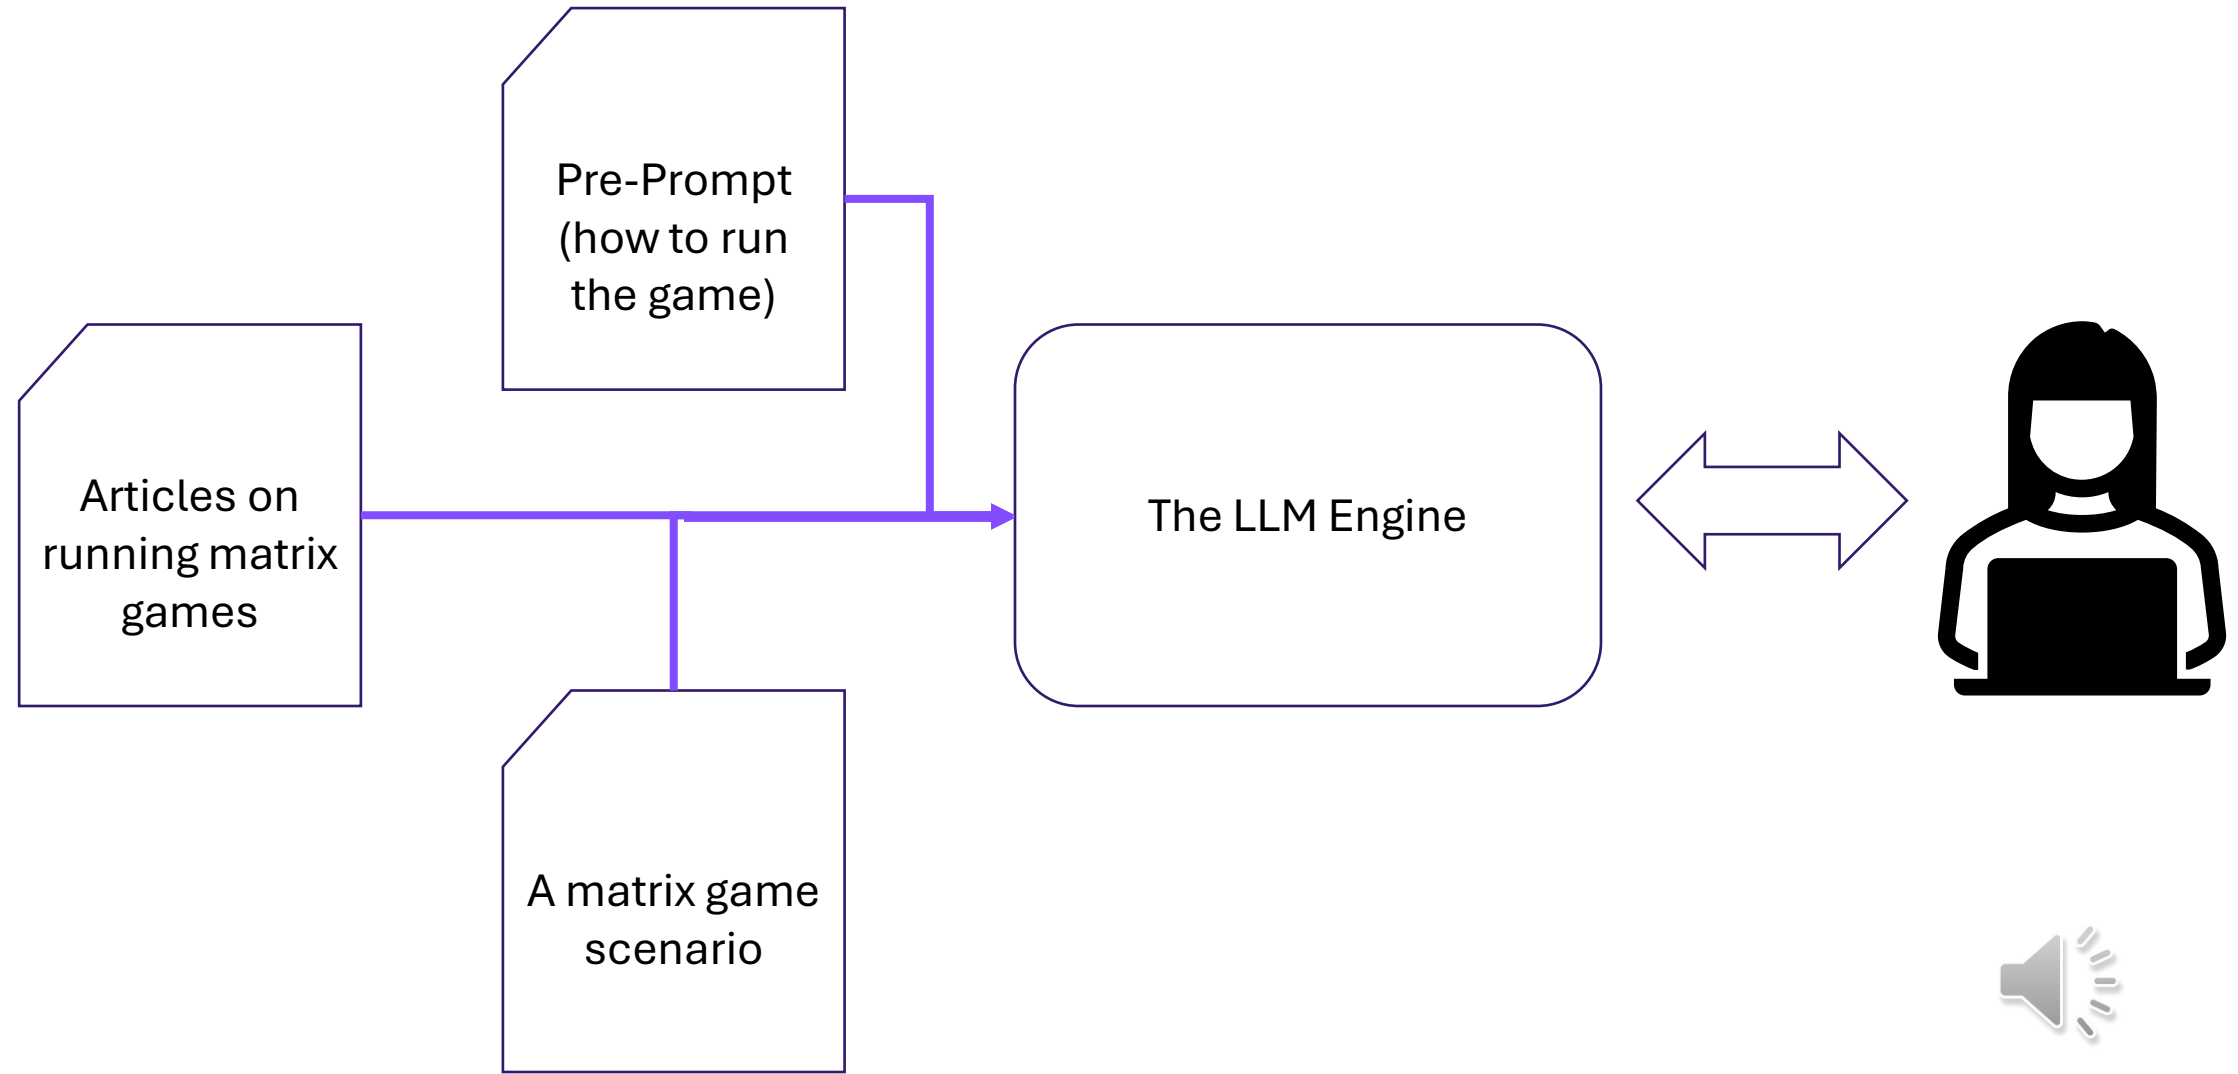 Pre-Prompt
(how to run
the game)
Articles on
running matrix
games
The LLM Engine
A matrix game
scenario